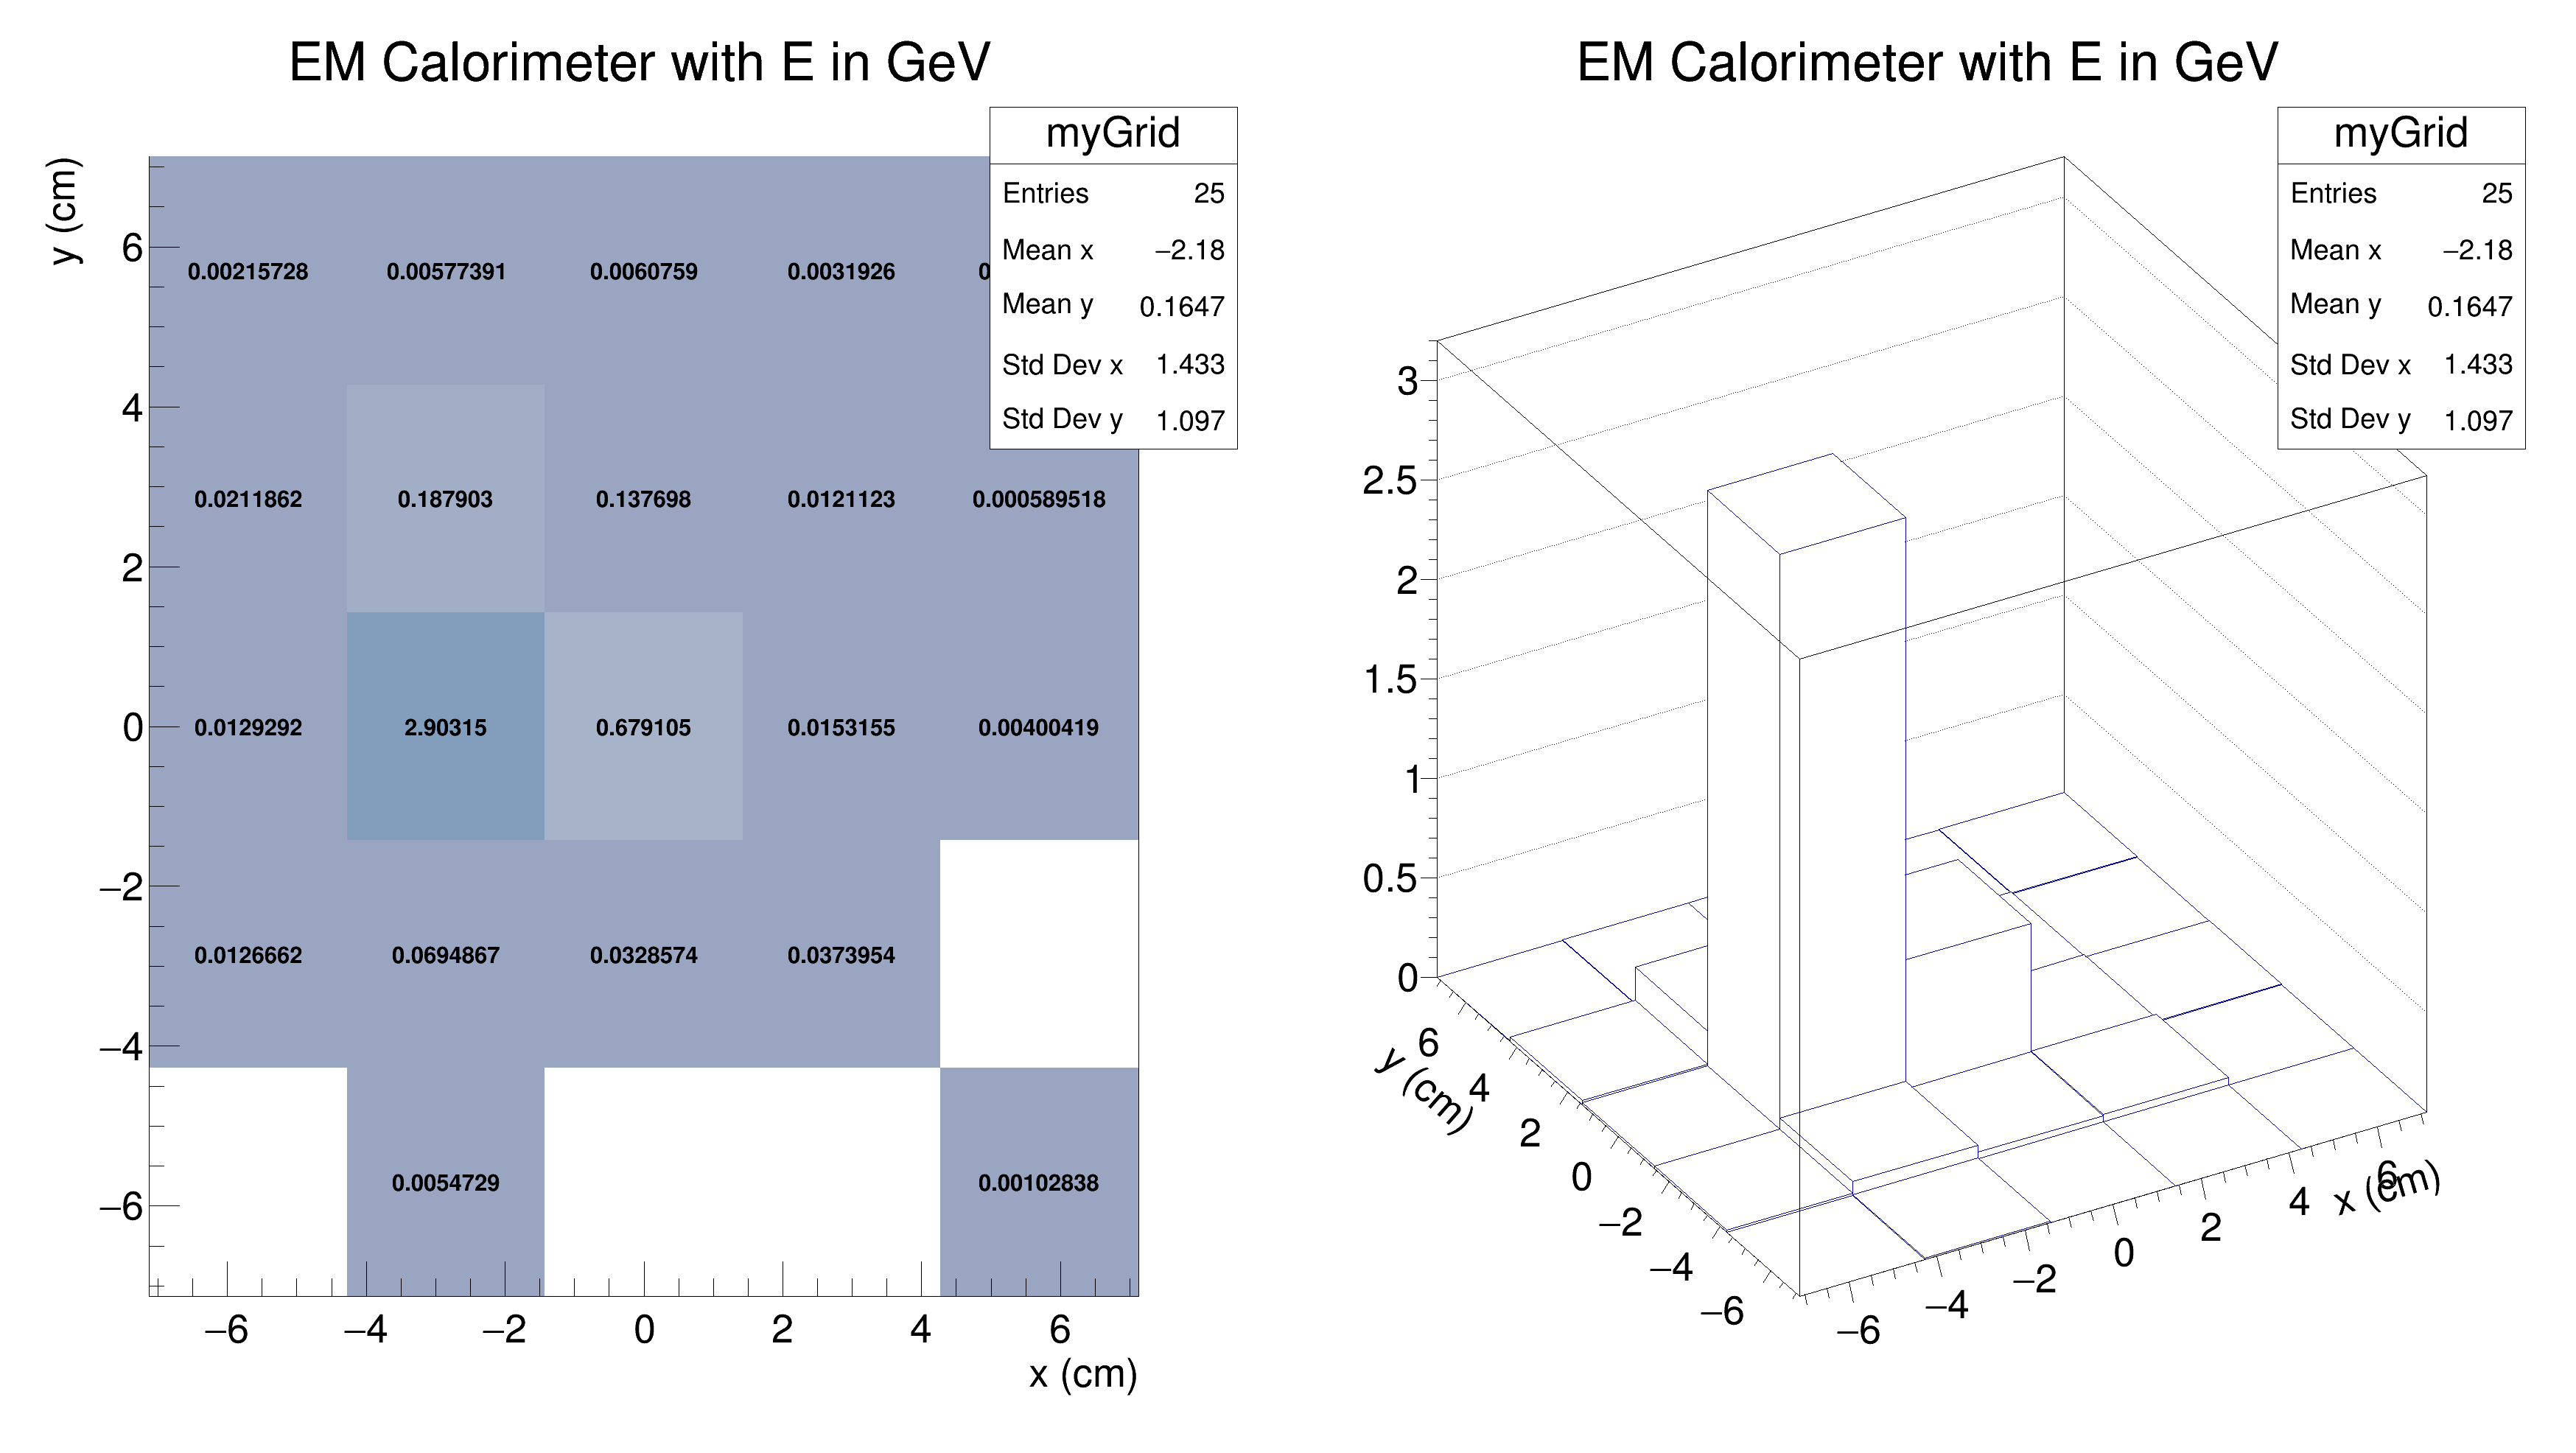 EM Calorimeter with E in GeV
myGrid
Entries 25
Mean x −2.18
Mean y 0.1647
Std Dev x 1.433
Std Dev y 1.097
y (cm)
6
4
2
0
−2
−4
−6
0.00215728 0.00577391 0.0060759 0.0031926 0
0.0211862 0.187903 0.137698 0.0121123 0.000589518
0.0129292 2.90315 0.679105 0.0153155 0.00400419
0.0126662 0.0694867 0.0328574 0.0373954
0.0054729 0.00102838
−6 −4 −2 0 2 4 6
x (cm)
EM Calorimeter with E in GeV
myGrid
Entries 25
Mean x −2.18
Mean y 0.1647
Std Dev x 1.433
Std Dev y 1.097
3
2.5
2
1.5
1
0.5
0
6
4
2
0
−2
−4
−6
y (cm)
−6 −4 −2 0 2 4 6
x (cm)